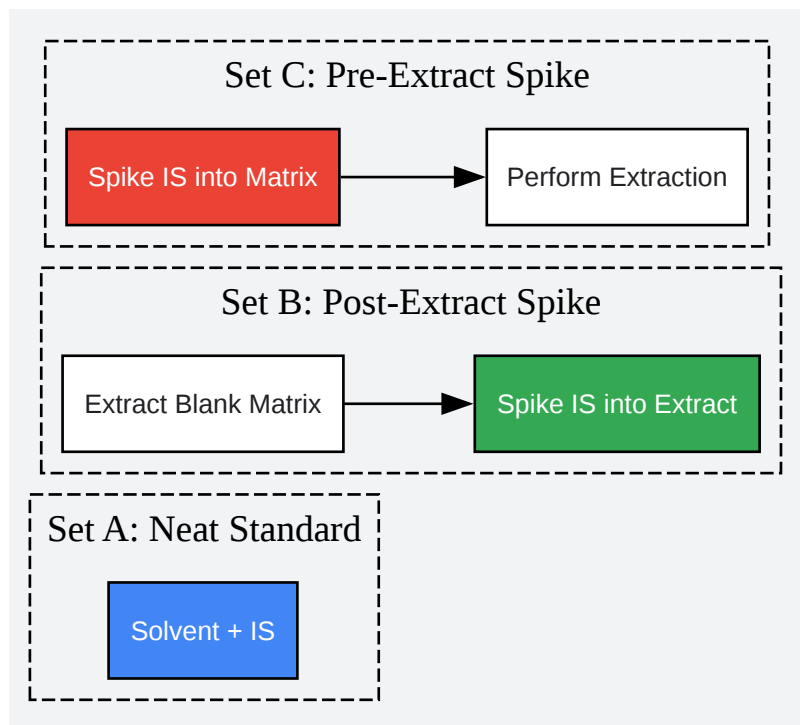 Set C: Pre-Extract Spike
Spike IS into Matrix
Perform Extraction
Set B: Post-Extract Spike
Extract Blank Matrix
Spike IS into Extract
Set A: Neat Standard
Solvent + IS